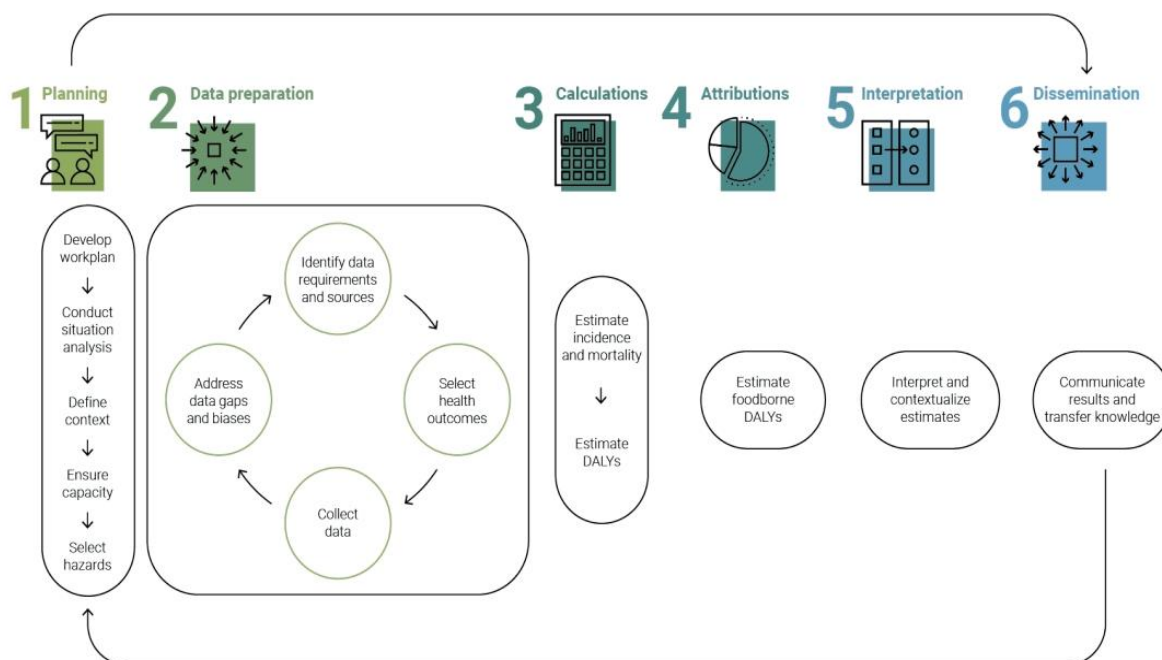 1 Planning
2 Data preparation
3 Calculations
4 Attributions
5 Interpretation
6 Dissemination
Develop
workplan
Conduct
situation
analysis
Define
context
Ensure
capacity
Select
hazards
Identify data
requirements
and sources
Select
health
outcomes
Collect
data
Address
data gaps
and biases
Estimate
incidence
and mortality
Estimate DALYs
Estimate
foodborne
DALYs
Interpret and
contextualize
estimates
Communicate
results and
transfer knowledge